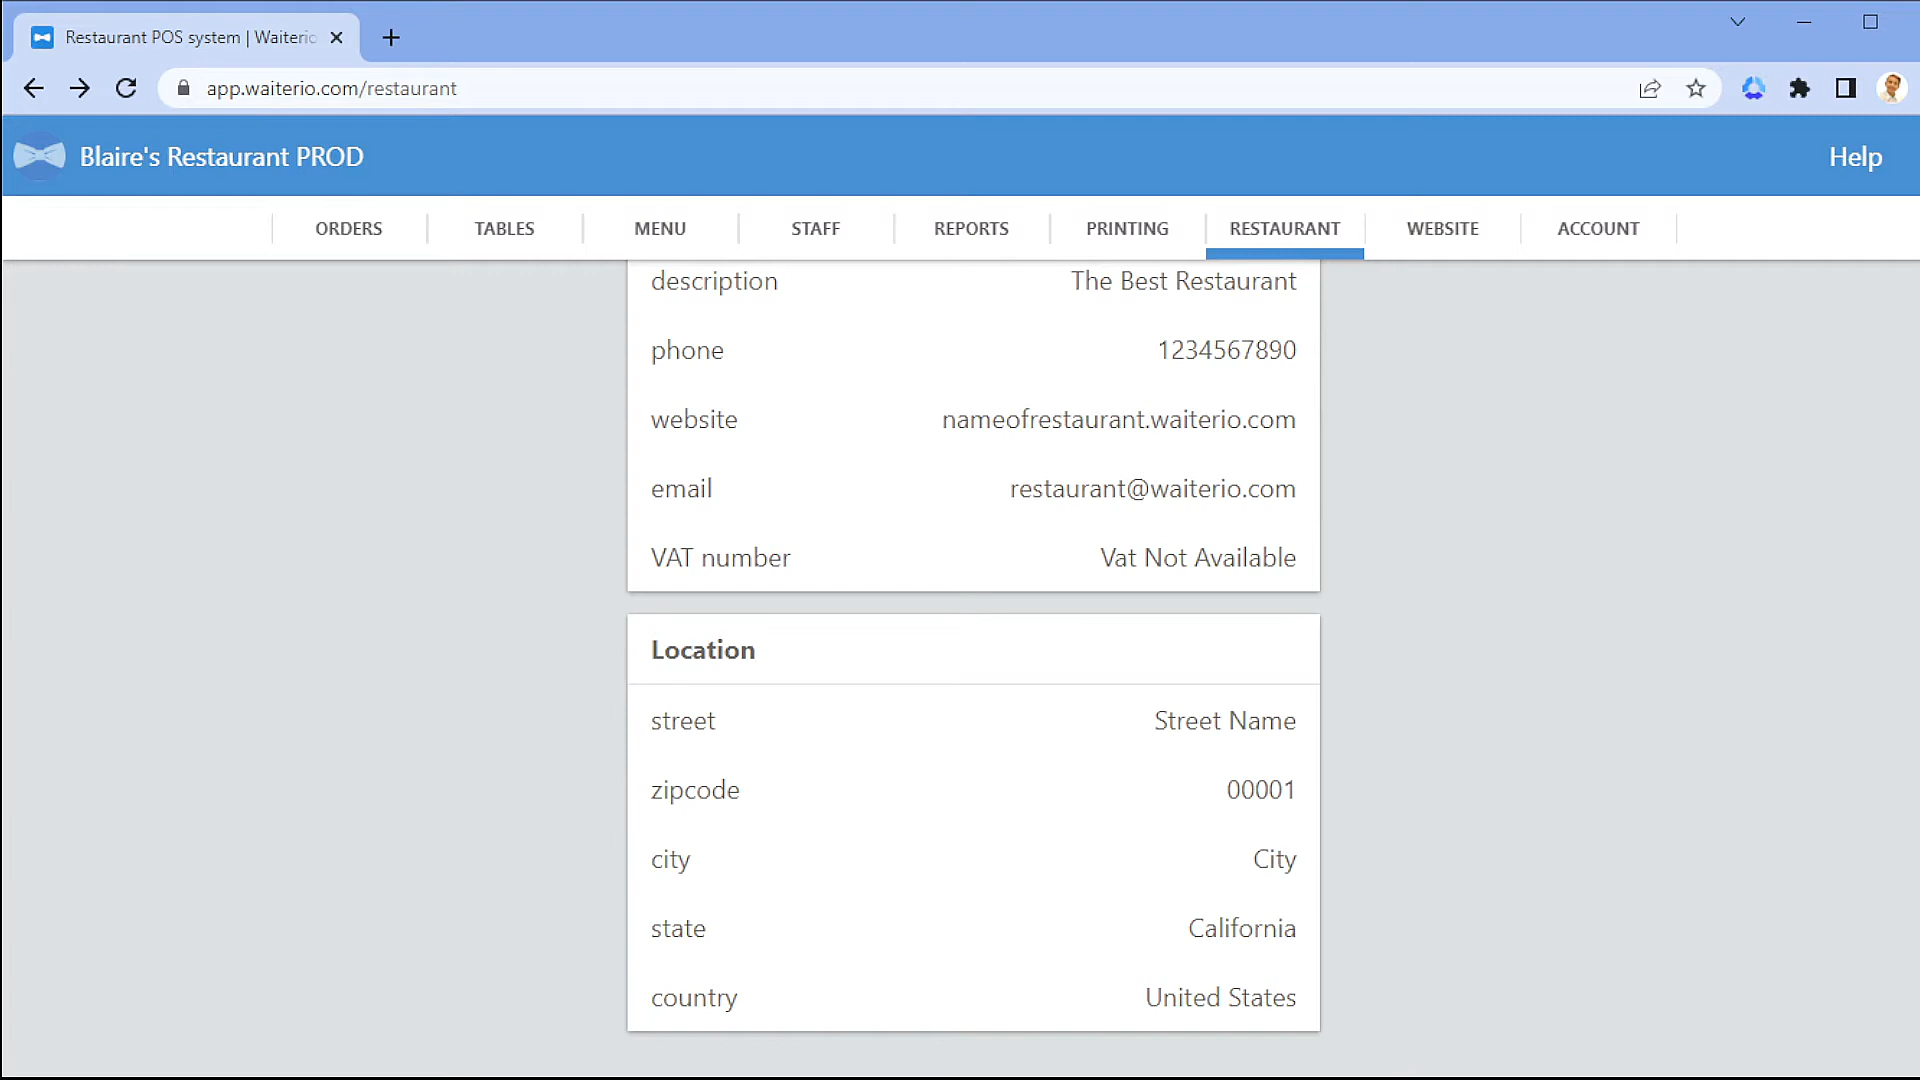 Restaurant POS system | Waiterio
app.waiterio.com/restaurant
Blaire's Restaurant PROD
Help
ORDERS
TABLES
MENU
STAFF
REPORTS
PRINTING
RESTAURANT
WEBSITE
ACCOUNT
description The Best Restaurant
phone 1234567890
website nameofrestaurant.waiterio.com
email restaurant@waiterio.com
VAT number Vat Not Available
Location
street Street Name
zipcode 00001
city City
state California
country United States